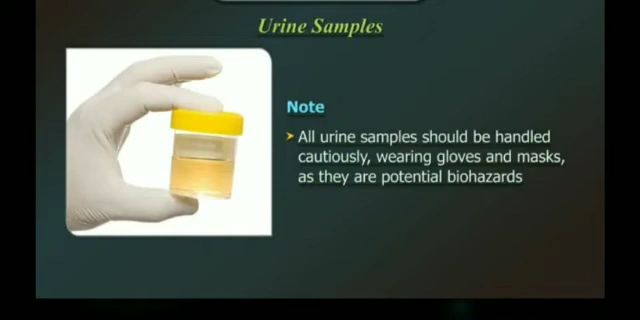 Urine Samples
Note
➤ All urine samples should be handled
cautiously, wearing gloves and masks,
as they are potential biohazards